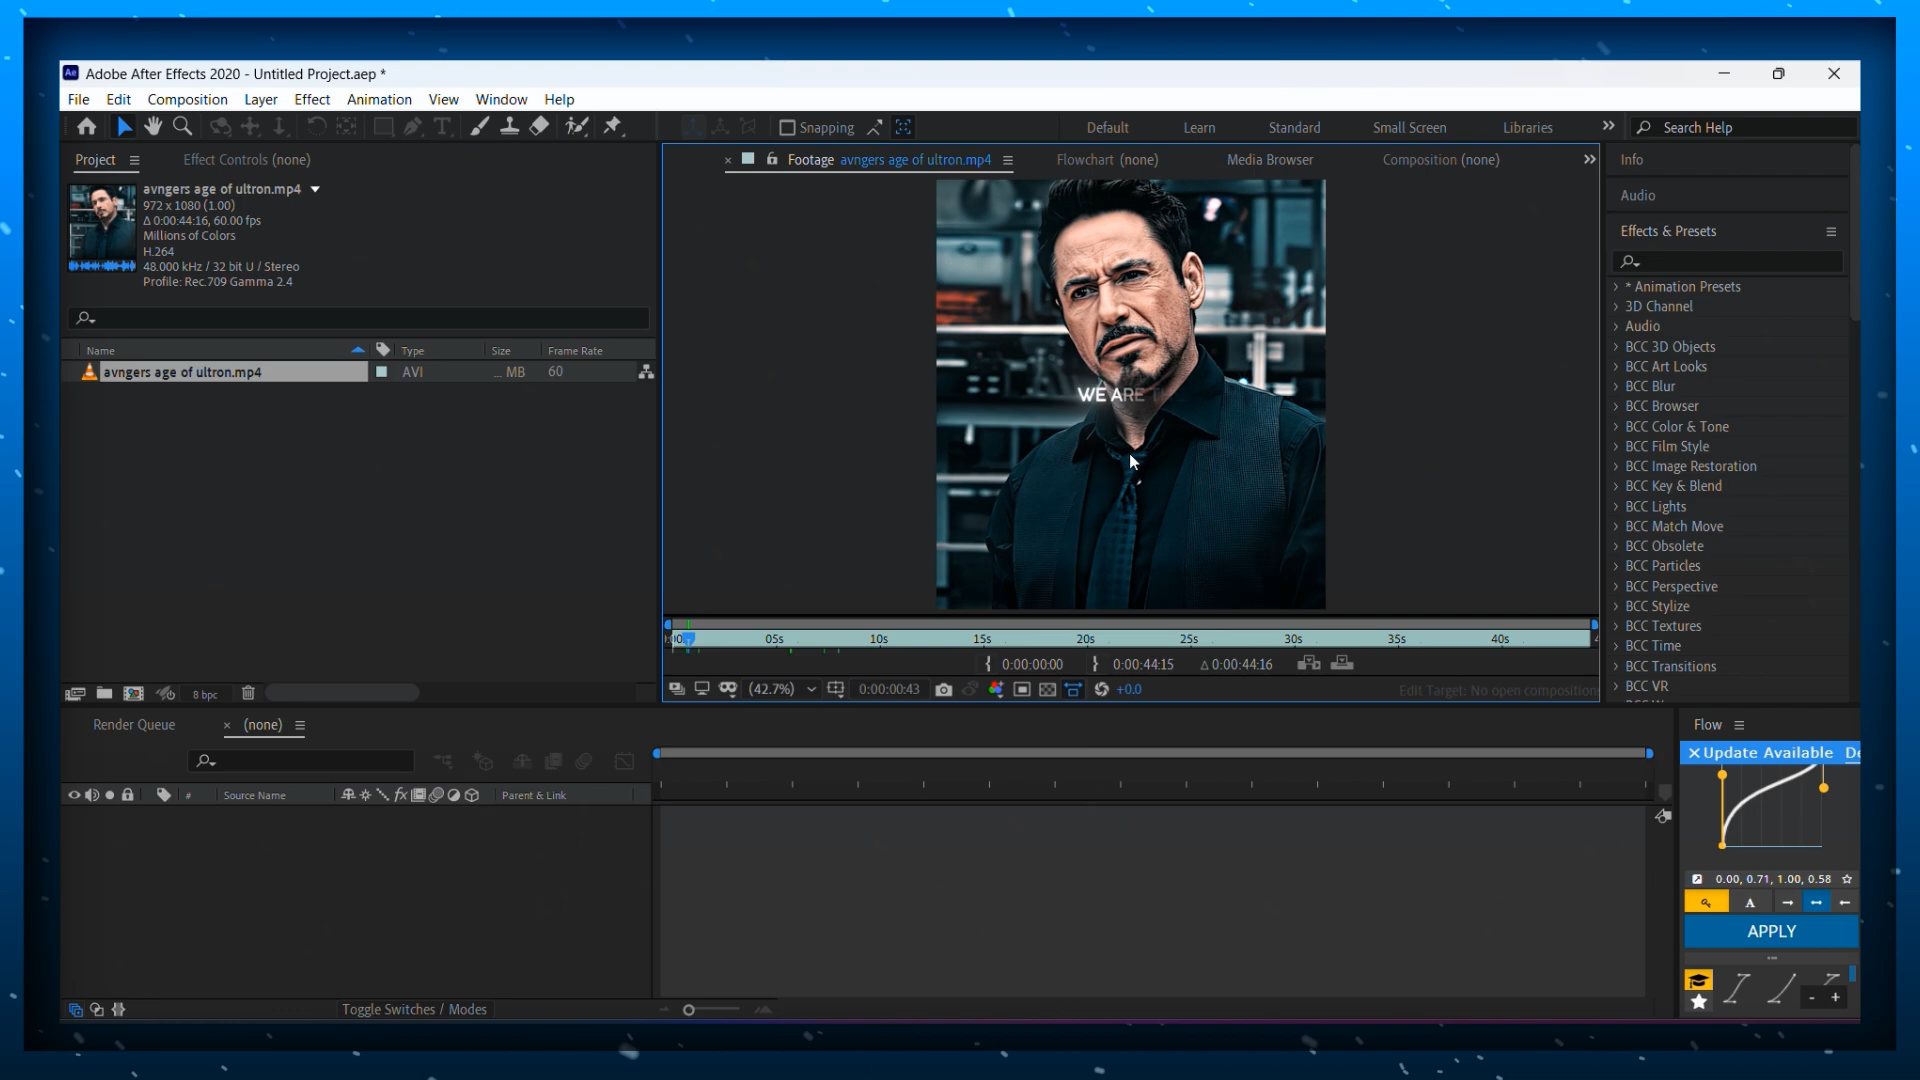 Adobe After Effects 2020 - Untitled Project.aep *
File Edit Composition Layer Effect Animation View Window Help
Snapping Default Learn Standard Small Screen Libraries Search Help
Project Effect Controls (none)
Footage avngers age of ultron.mp4 Flowchart (none) Media Browser Composition (none)
avngers age of ultron.mp4
972 x 1080 (1.00)
Δ 0:00:44:16, 60.00 fps
Millions of Colors
H.264
48.000 kHz / 32 bit U / Stereo
Profile: Rec.709 Gamma 2.4
Name Type Size Frame Rate
avngers age of ultron.mp4 AVI ... MB 60
8 bpc
WE ARE
05s 10s 15s 20s 25s 30s 35s 40s
0:00:00:00 0:00:44:15 Δ 0:00:44:16
(42.7%) 0:00:00:43 +0.0 Edit Target: No open composition
Info
Audio
Effects & Presets
* Animation Presets
3D Channel
Audio
BCC 3D Objects
BCC Art Looks
BCC Blur
BCC Browser
BCC Color & Tone
BCC Film Style
BCC Image Restoration
BCC Key & Blend
BCC Lights
BCC Match Move
BCC Obsolete
BCC Particles
BCC Perspective
BCC Stylize
BCC Textures
BCC Time
BCC Transitions
BCC VR
Render Queue (none)
# Source Name fx Parent & Link
Toggle Switches / Modes
Flow
Update Available De
0.00, 0.71, 1.00, 0.58
A
APPLY
- +